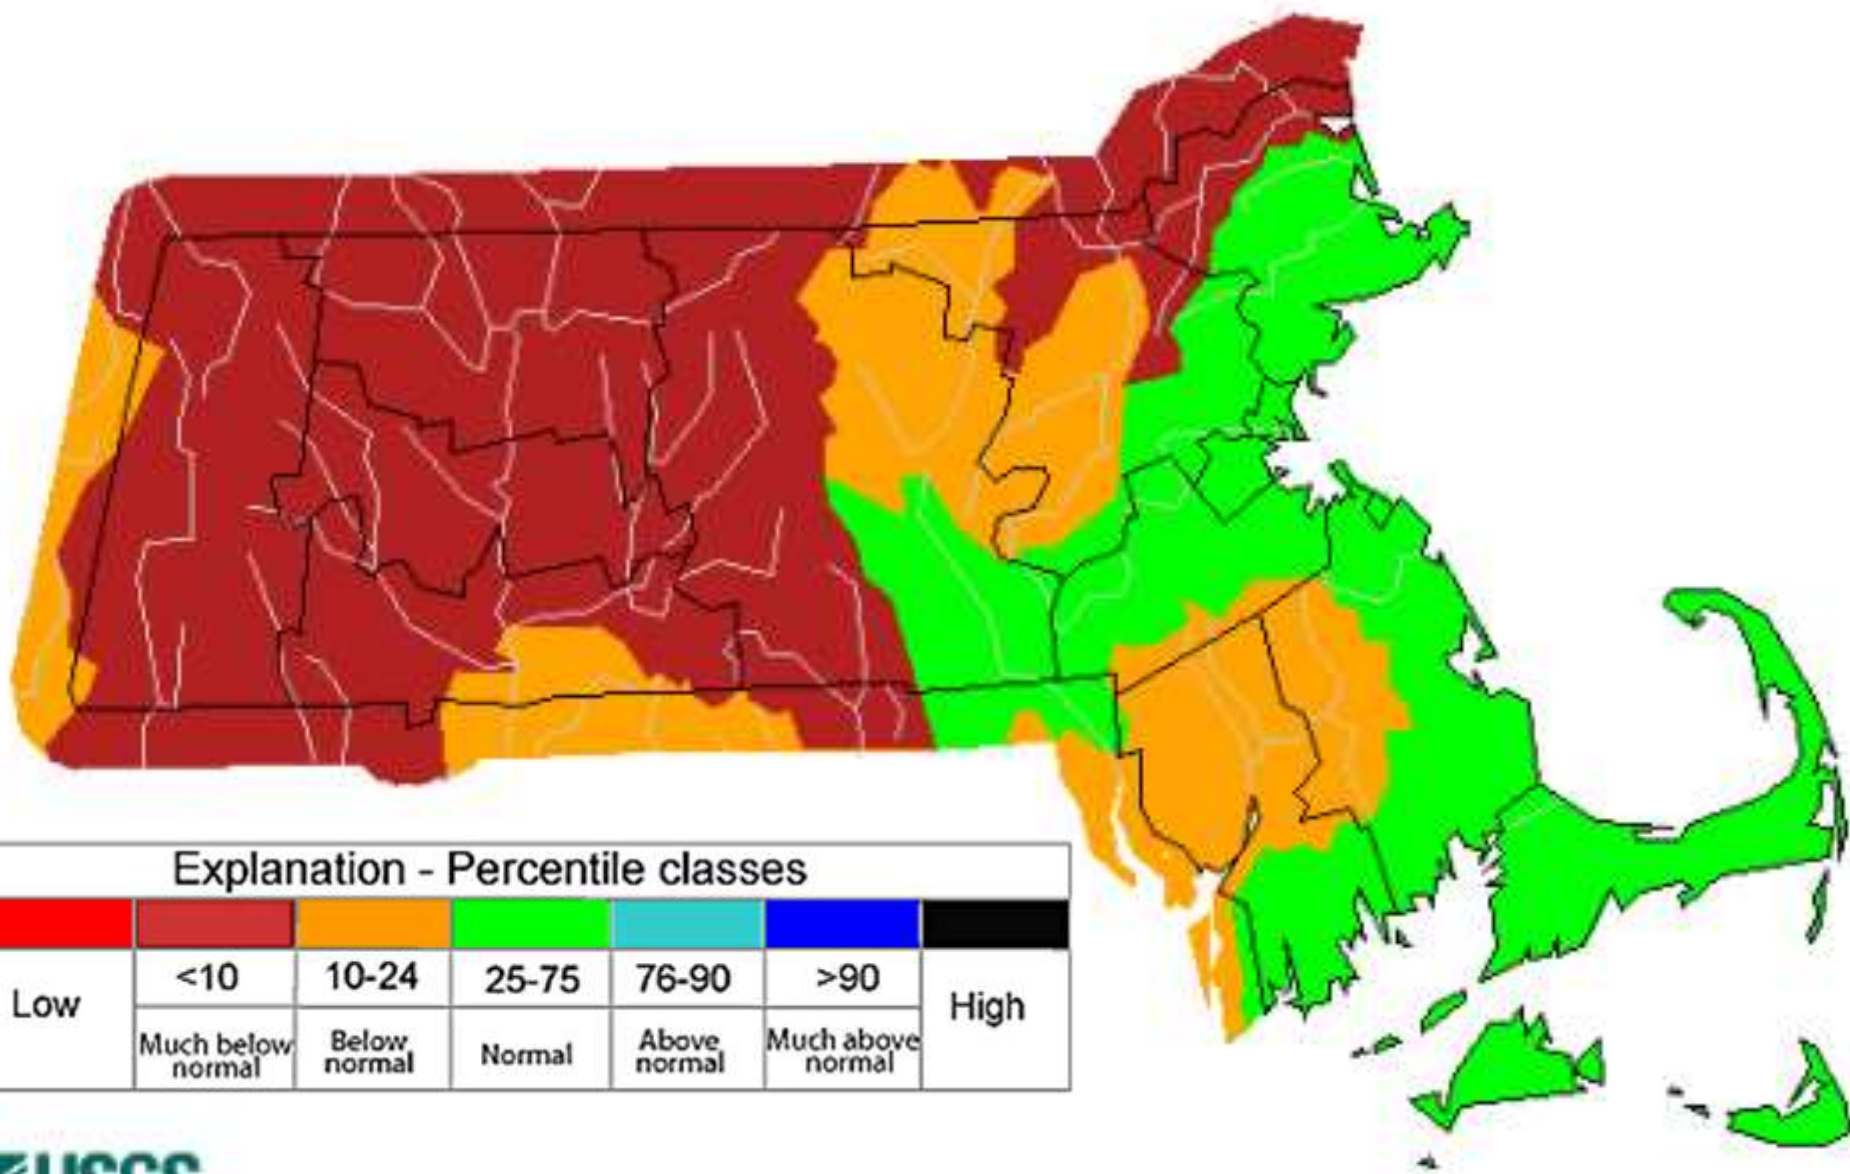 Explanation - Percentile classes
Low
<10
10-24
25-75
76-90
>90
High
Much below
normal
Below
normal
Normal
Above
normal
Much above
normal
USGS